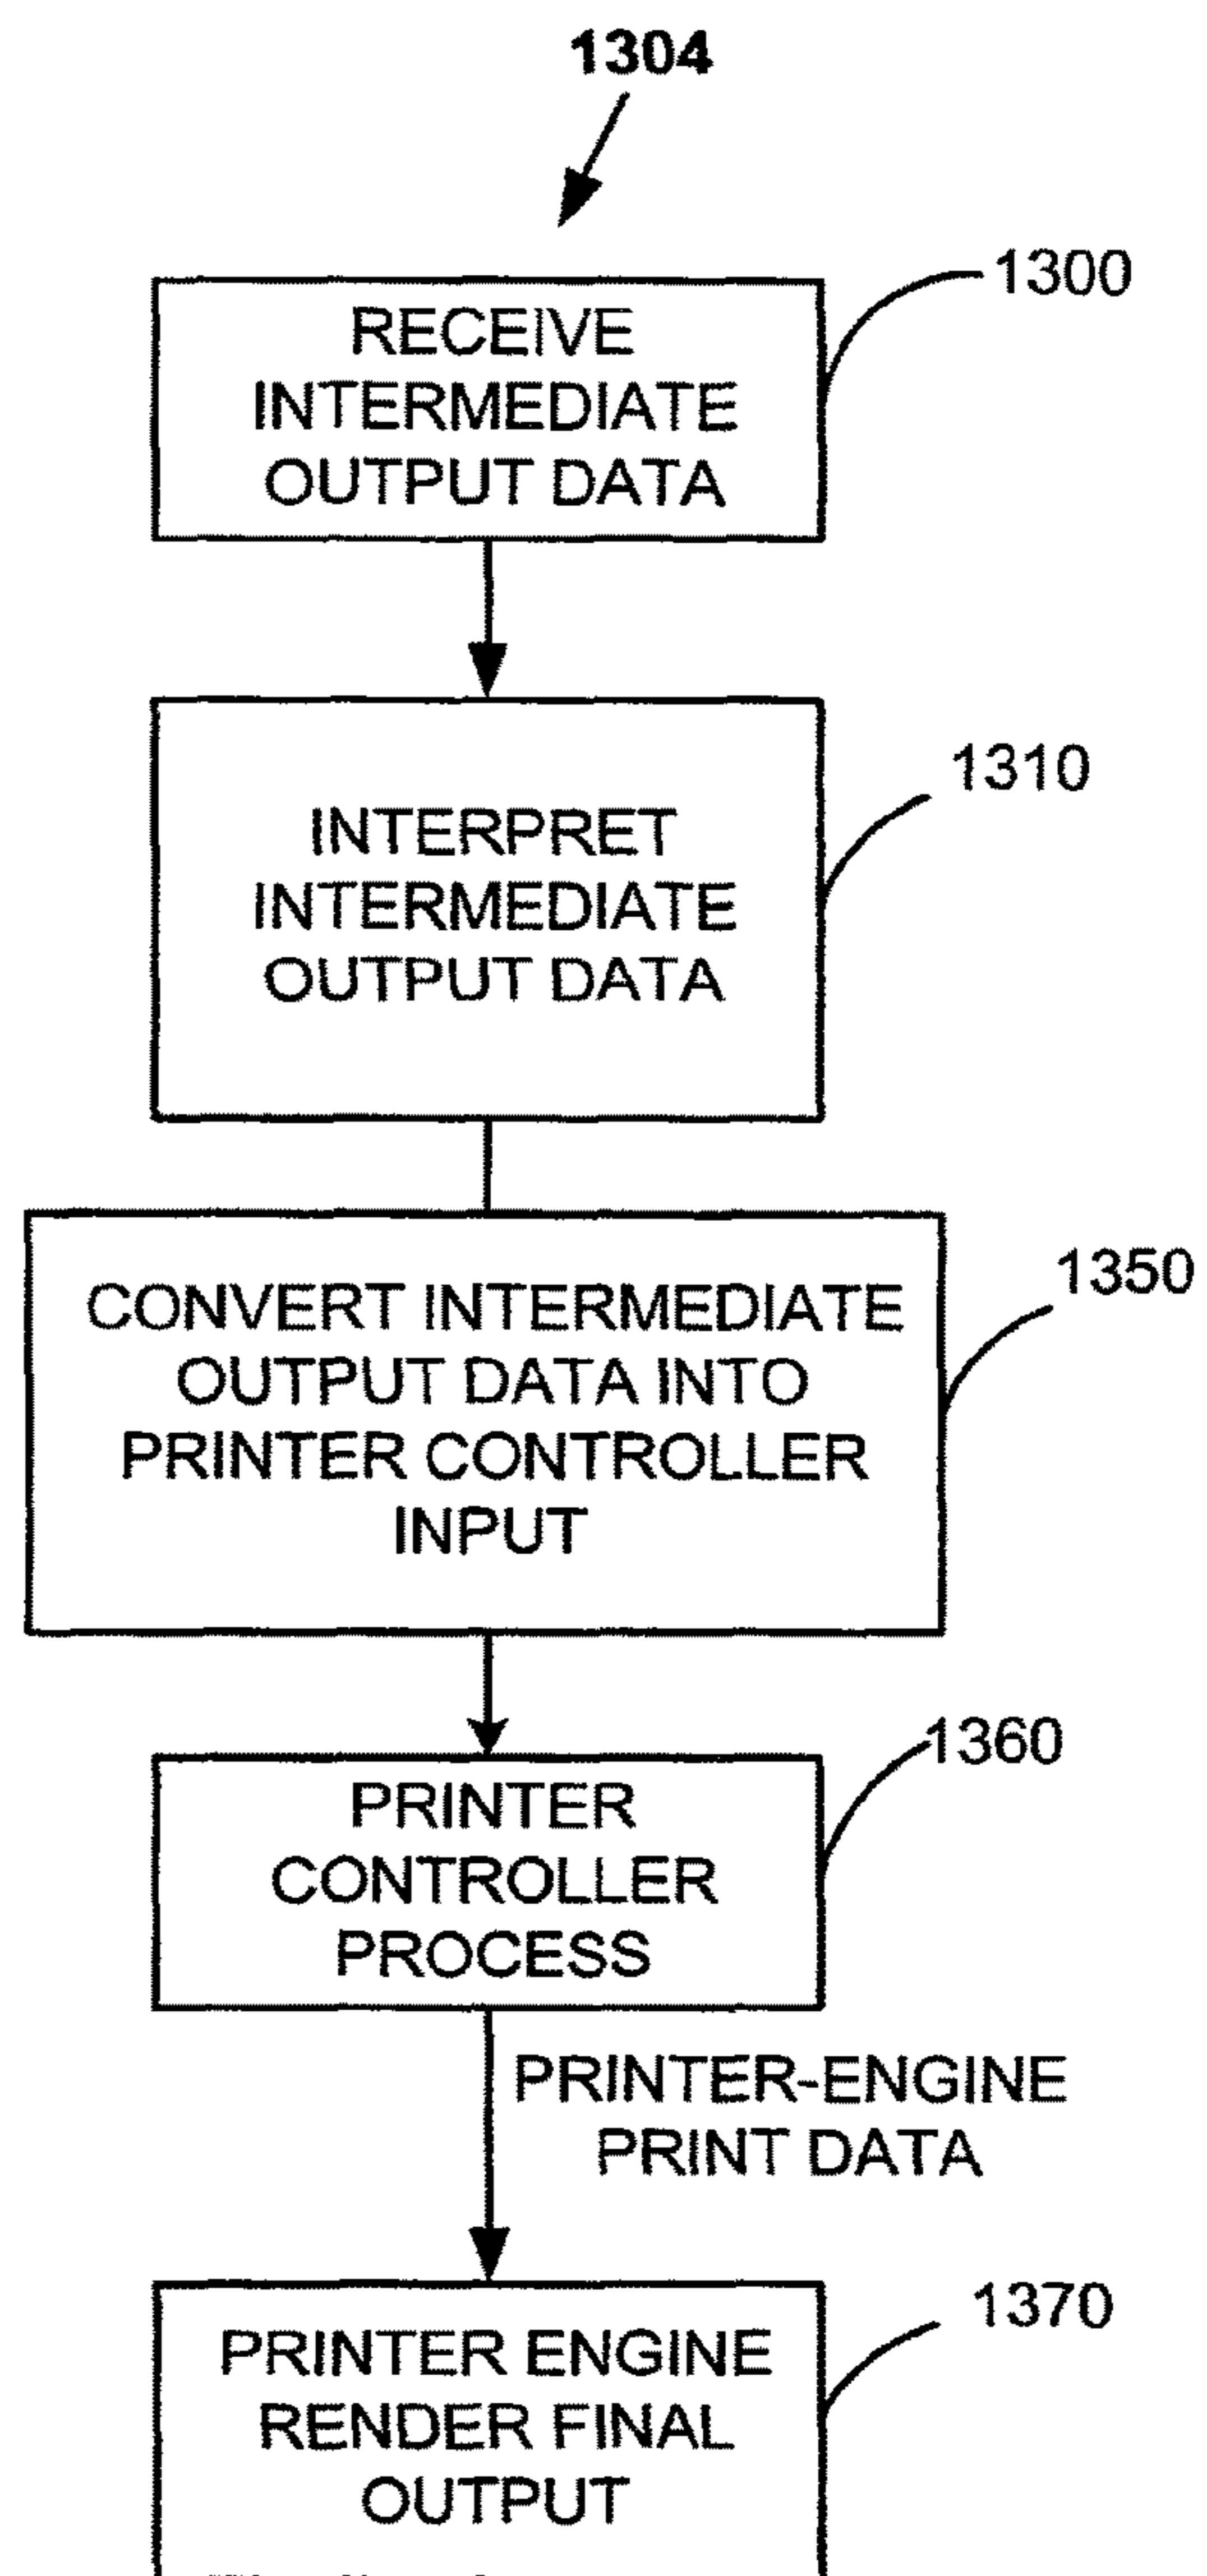 1304
1300
RECEIVE
INTERMEDIATE
OUTPUT DATA
1310
INTERPRET
INTERMEDIATE
OUTPUT DATA
1350
CONVERT INTERMEDIATE
OUTPUT DATA INTO
PRINTER CONTROLLER
INPUT
1360
PRINTER
CONTROLLER
PROCESS
PRINTER-ENGINE
PRINT DATA
1370
PRINTER ENGINE
RENDER FINAL
OUTPUT